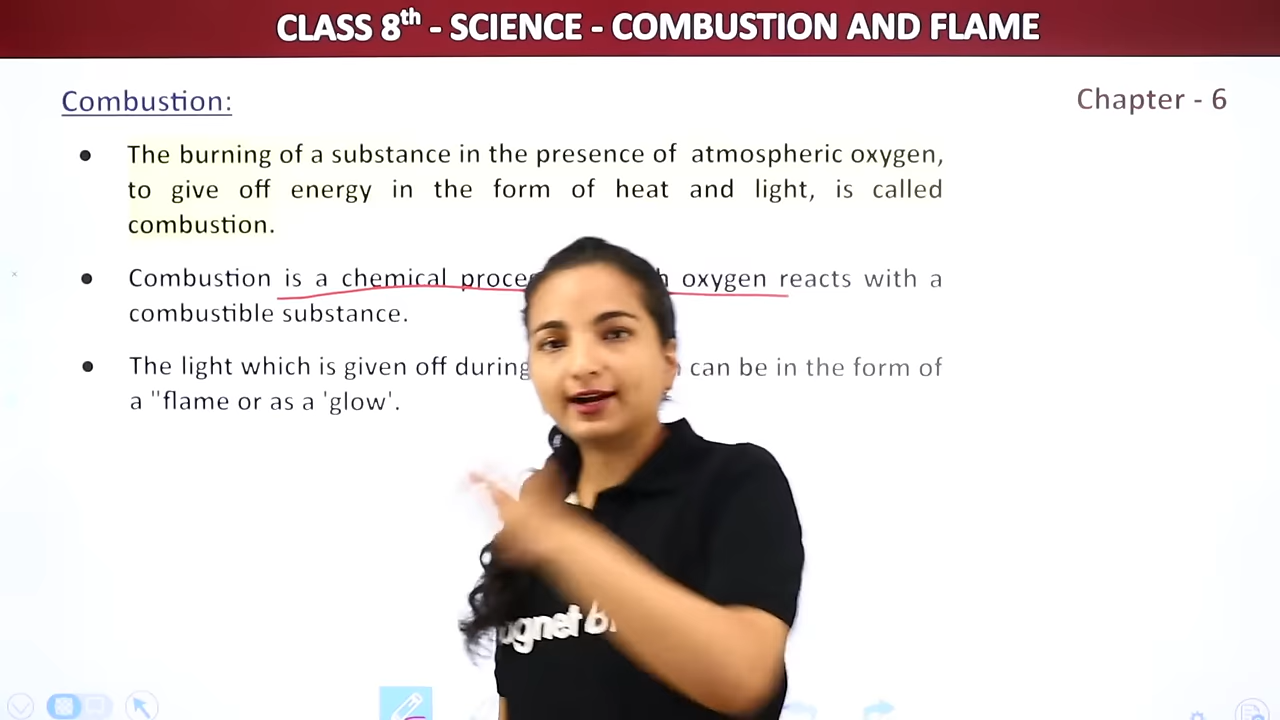 CLASS 8th - SCIENCE - COMBUSTION AND FLAME
Combustion:
Chapter - 6
The burning of a substance in the presence of atmospheric oxygen,
to give off energy in the form of heat and light, is called
combustion.
Combustion is a chemical oxygen reacts with a
combustible substance.
The light which is given off during can be in the form of
a "flame or as a 'glow'.